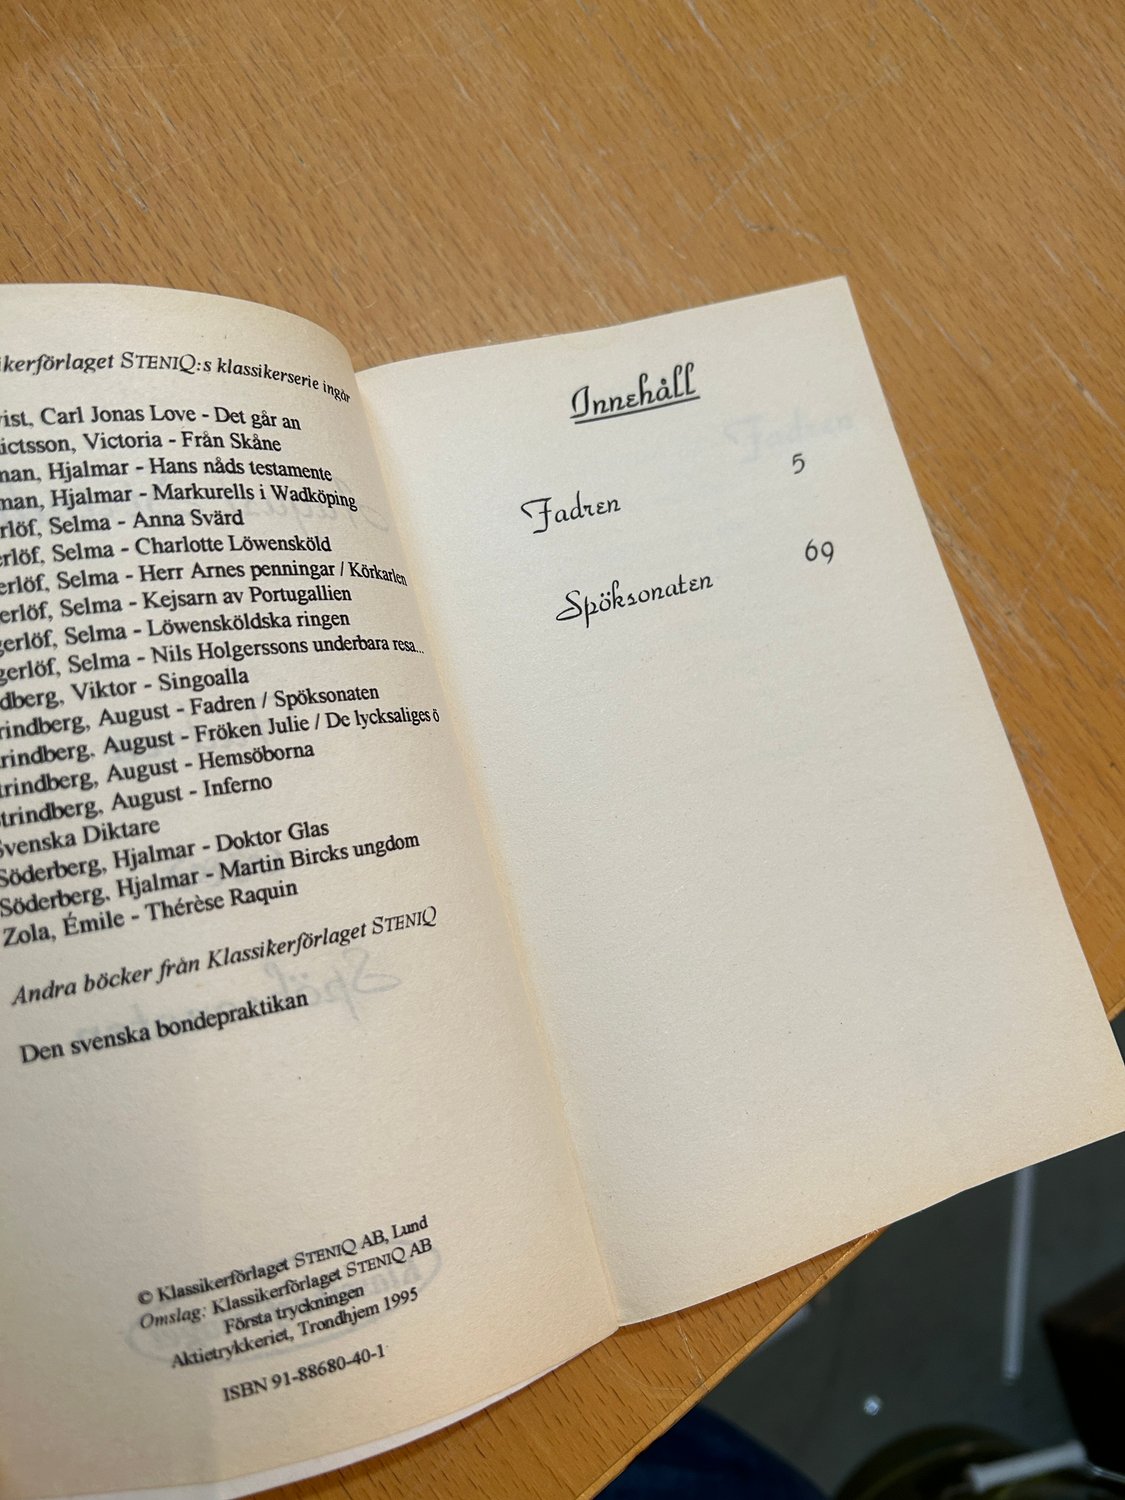 ikerförlaget STENIQ:s klassikerserie ingår
vist, Carl Jonas Love - Det går an
ictsson, Victoria - Från Skåne
man, Hjalmar - Hans nåds testamente
man, Hjalmar - Markurells i Wadköping
rlöf, Selma - Anna Svärd
erlöf, Selma - Charlotte Löwensköld
erlöf, Selma - Herr Arnes penningar / Körkarlen
erlöf, Selma - Kejsarn av Portugallien
gerlöf, Selma - Löwensköldska ringen
gerlöf, Selma - Nils Holgerssons underbara resa...
dberg, Viktor - Singoalla
rindberg, August - Fadren / Spöksonaten
rindberg, August - Fröken Julie / De lycksaliges ö
trindberg, August - Hemsöborna
trindberg, August - Inferno
Svenska Diktare
Söderberg, Hjalmar - Doktor Glas
Söderberg, Hjalmar - Martin Bircks ungdom
Zola, Émile - Thérèse Raquin
Andra böcker från Klassikerförlaget STENIQ
Den svenska bondepraktikan
© Klassikerförlaget STENIQ AB, Lund
Omslag: Klassikerförlaget STENIQ AB
Första tryckningen
Aktietrykkeriet, Trondhjem 1995
ISBN 91-88680-40-1
Innehåll
Fadren 5
Spöksonaten 69